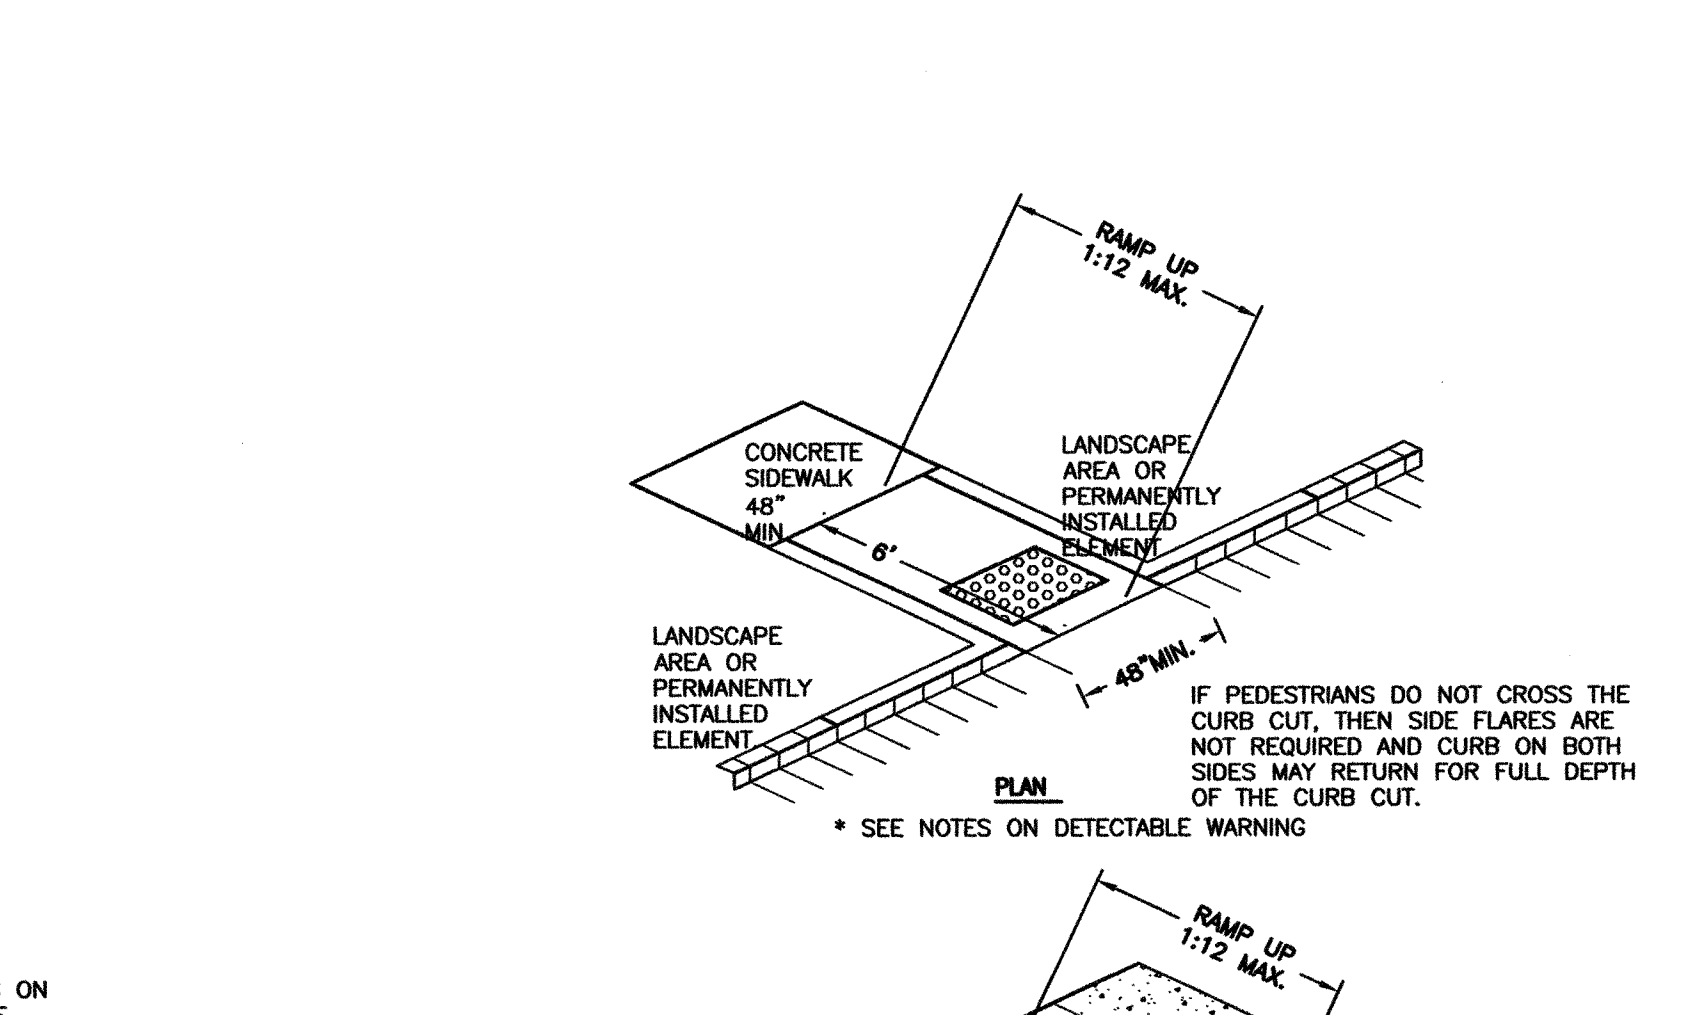 RAMP UP
1:12 MAX.
CONCRETE
SIDEWALK
48"
MIN
LANDSCAPE
AREA OR
PERMANENTLY
INSTALLED
ELEMENT
6'
LANDSCAPE
AREA OR
PERMANENTLY
INSTALLED
ELEMENT
48"MIN.
IF PEDESTRIANS DO NOT CROSS THE
CURB CUT, THEN SIDE FLARES ARE
NOT REQUIRED AND CURB ON BOTH
SIDES MAY RETURN FOR FULL DEPTH
OF THE CURB CUT.
PLAN
* SEE NOTES ON DETECTABLE WARNING
RAMP UP
1:12 MAX.
ON